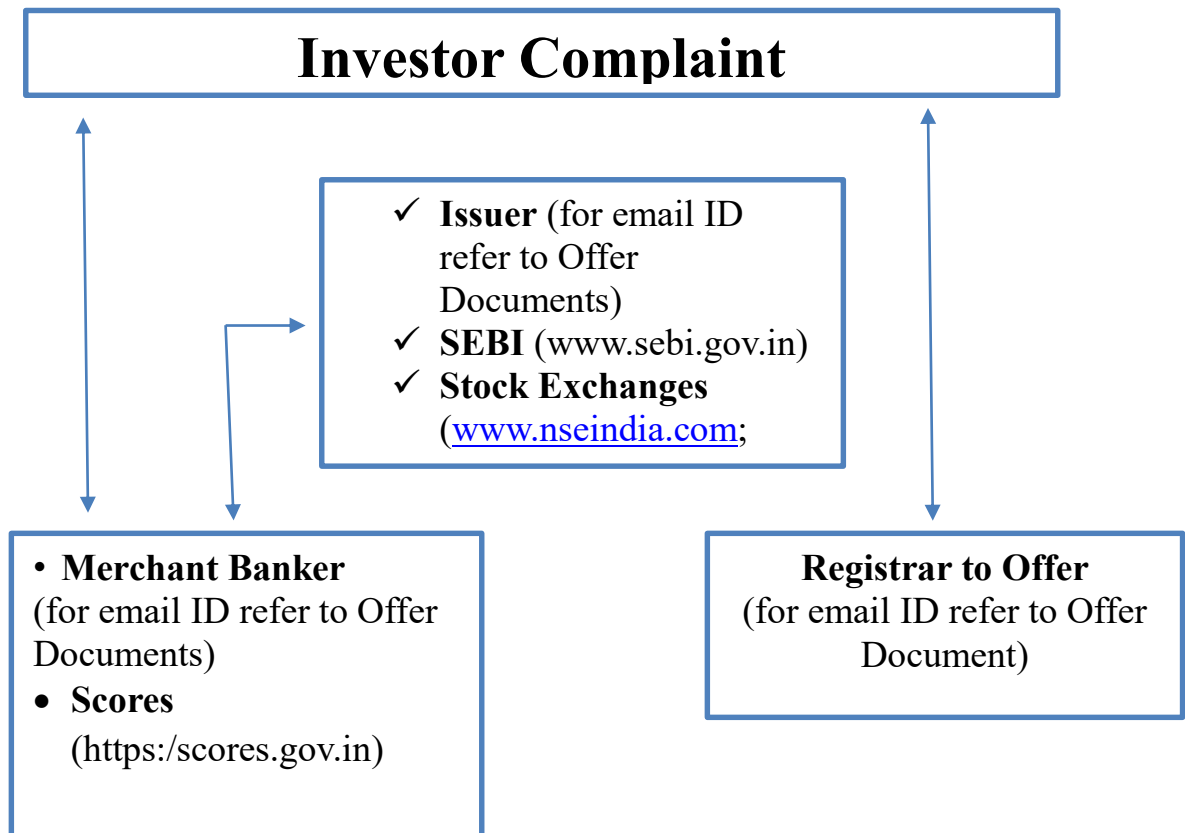 Investor Complaint
✓ Issuer (for email ID
refer to Offer
Documents)
✓ SEBI (www.sebi.gov.in)
✓ Stock Exchanges
(www.nseindia.com;
• Merchant Banker
(for email ID refer to Offer
Documents)
• Scores
(https:/scores.gov.in)
Registrar to Offer
(for email ID refer to Offer
Document)